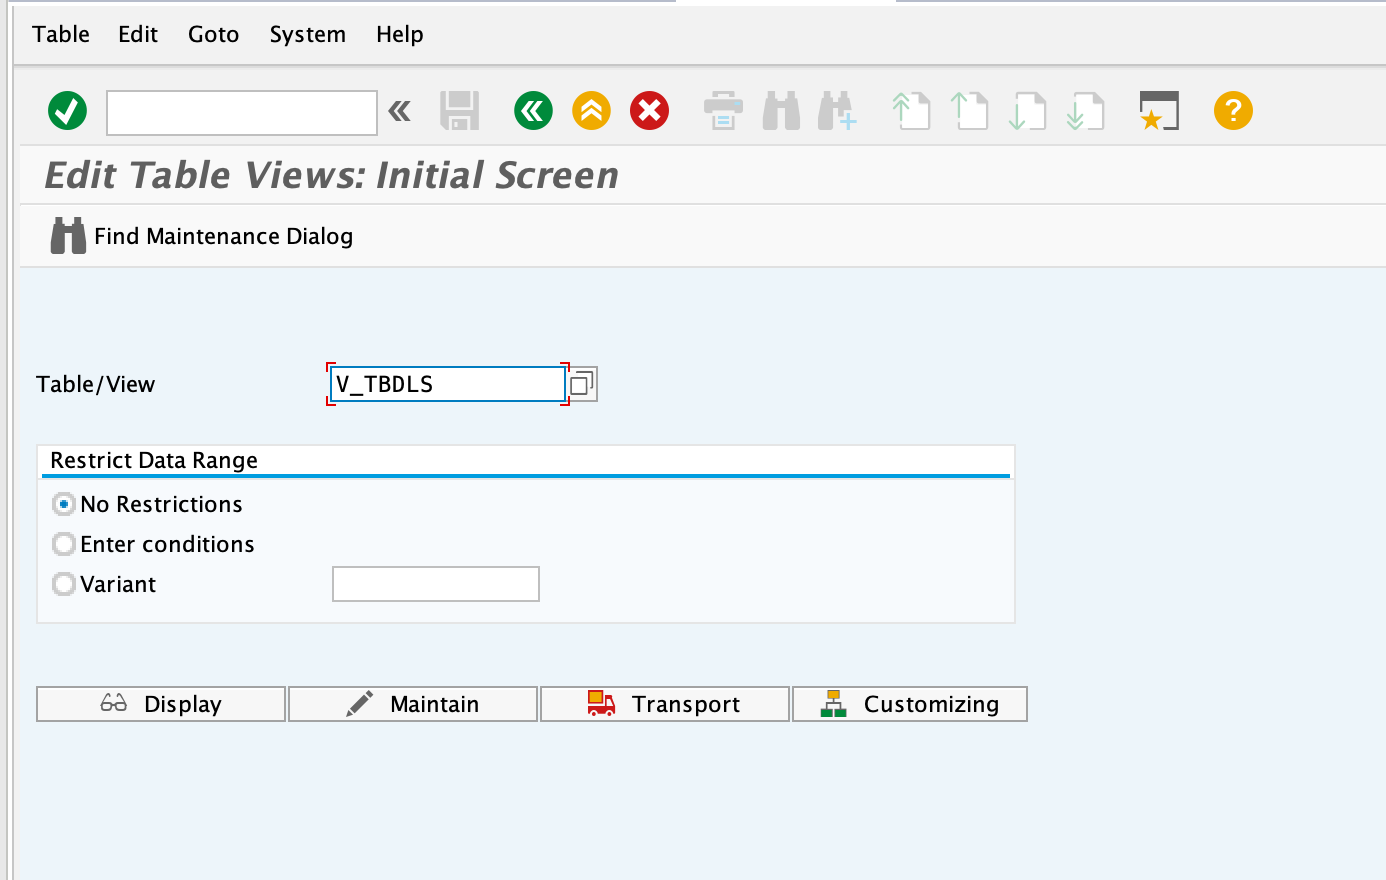 Table Edit Goto System Help
Edit Table Views: Initial Screen
Find Maintenance Dialog
Table/View V_TBDLS
Restrict Data Range
No Restrictions
Enter conditions
Variant
Display Maintain Transport Customizing